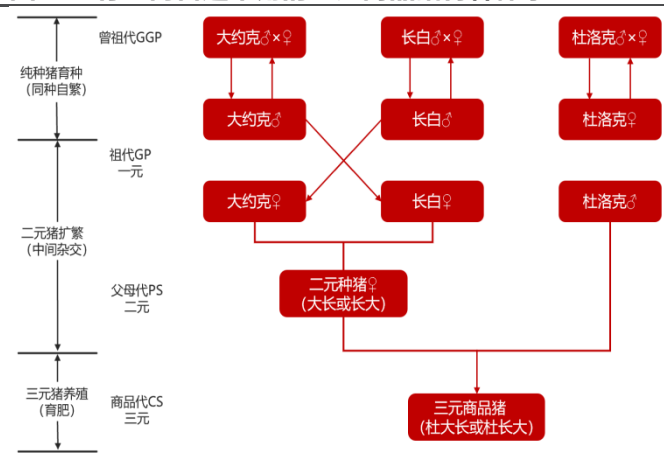 曾祖代GGP
大约克♂×♀
长白♂×♀
杜洛克♂×♀
纯种猪育种
（同种自繁）
大约克♂
长白♂
杜洛克♀
祖代GP
一元
大约克♀
长白♀
杜洛克♂
二元猪扩繁
（中间杂交）
二元种猪♀
（大长或长大）
父母代PS
二元
三元猪养殖
（育肥）
商品代CS
三元
三元商品猪
（杜大长或杜长大）